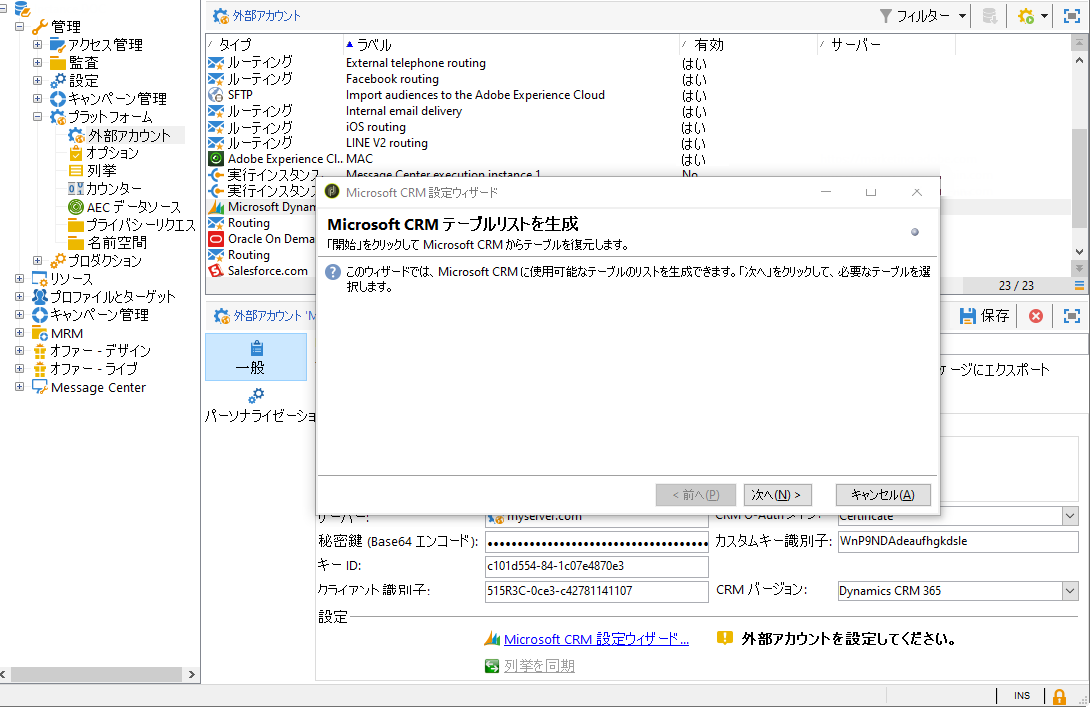 管理
アクセス管理
監査
設定
キャンペーン管理
プラットフォーム
外部アカウント
オプション
列挙
カウンター
AEC データソース
プライバシーリクエス
名前空間
プロダクション
リソース
プロファイルとターゲット
キャンペーン管理
MRM
オファー - デザイン
オファー - ライブ
Message Center
外部アカウント
フィルター
タイプ ラベル 有効 サーバー
ルーティング External telephone routing はい
ルーティング Facebook routing はい
SFTP Import audiences to the Adobe Experience Cloud はい
ルーティング Internal email delivery はい
ルーティング iOS routing はい
ルーティング LINE V2 routing はい
Adobe Experience Cl.. MAC はい
実行インスタンス Message Center execution instance 1 No
実行インスタンス
Microsoft Dynan
Routing
Oracle On Dema
Routing
Salesforce.com
23 / 23
Microsoft CRM 設定ウィザード
Microsoft CRM テーブルリストを生成
「開始」をクリックして Microsoft CRM からテーブルを復元します。
このウィザードでは、Microsoft CRM に使用可能なテーブルのリストを生成できます。「次へ」をクリックして、必要なテーブルを選
択します。
< 前へ(P) 次へ(N) > キャンセル(A)
外部アカウント 'M
保存
一般
パーソナライゼーショ
ケージにエクスポート
サーバー: myserver.com CRM O-Auth タイプ: Certificate
秘密鍵 (Base64 エンコード): カスタムキー識別子: WnP9NDAdeaufhgkdsle
キー ID: c101d554-84-1c07e4870e3
クライアント識別子: 515R3C-0ce3-c42781141107 CRM バージョン: Dynamics CRM 365
設定
Microsoft CRM 設定ウィザード... 外部アカウントを設定してください。
列挙を同期
INS